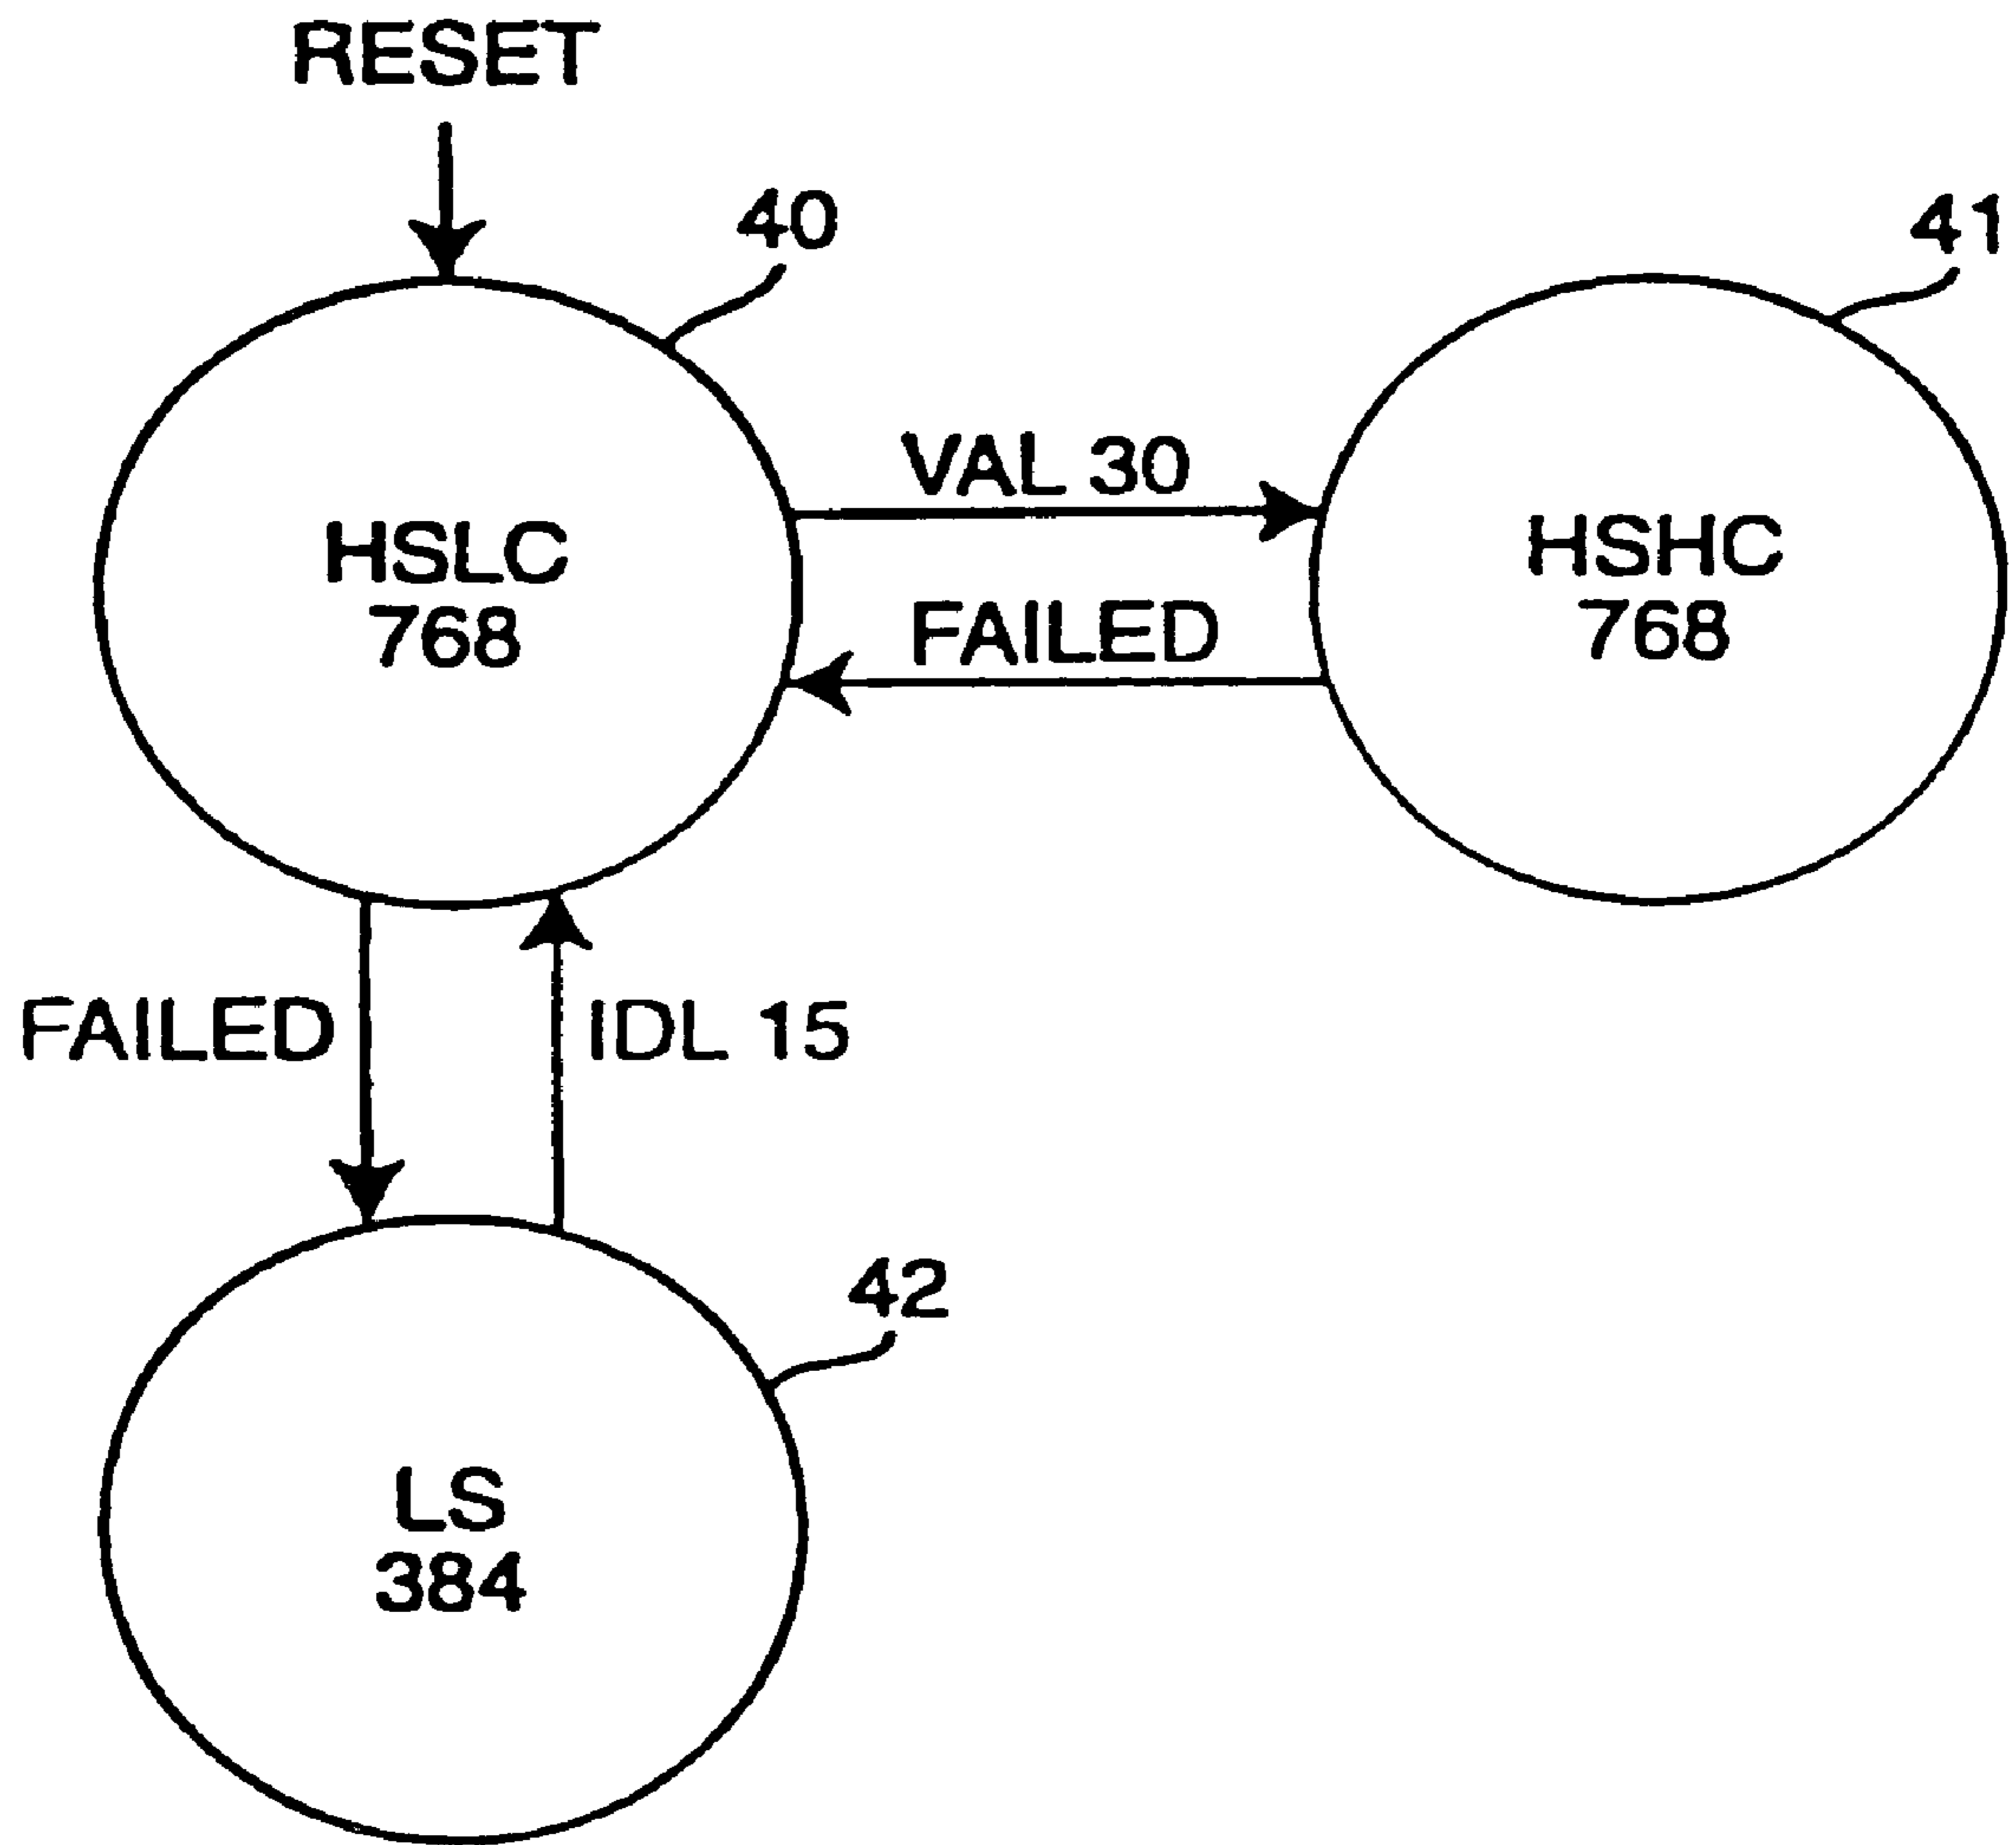 RESET
40
41
VAL 30
HSLC
768
HSHC
768
FAILED
FAILED
IDL 15
42
LS
384